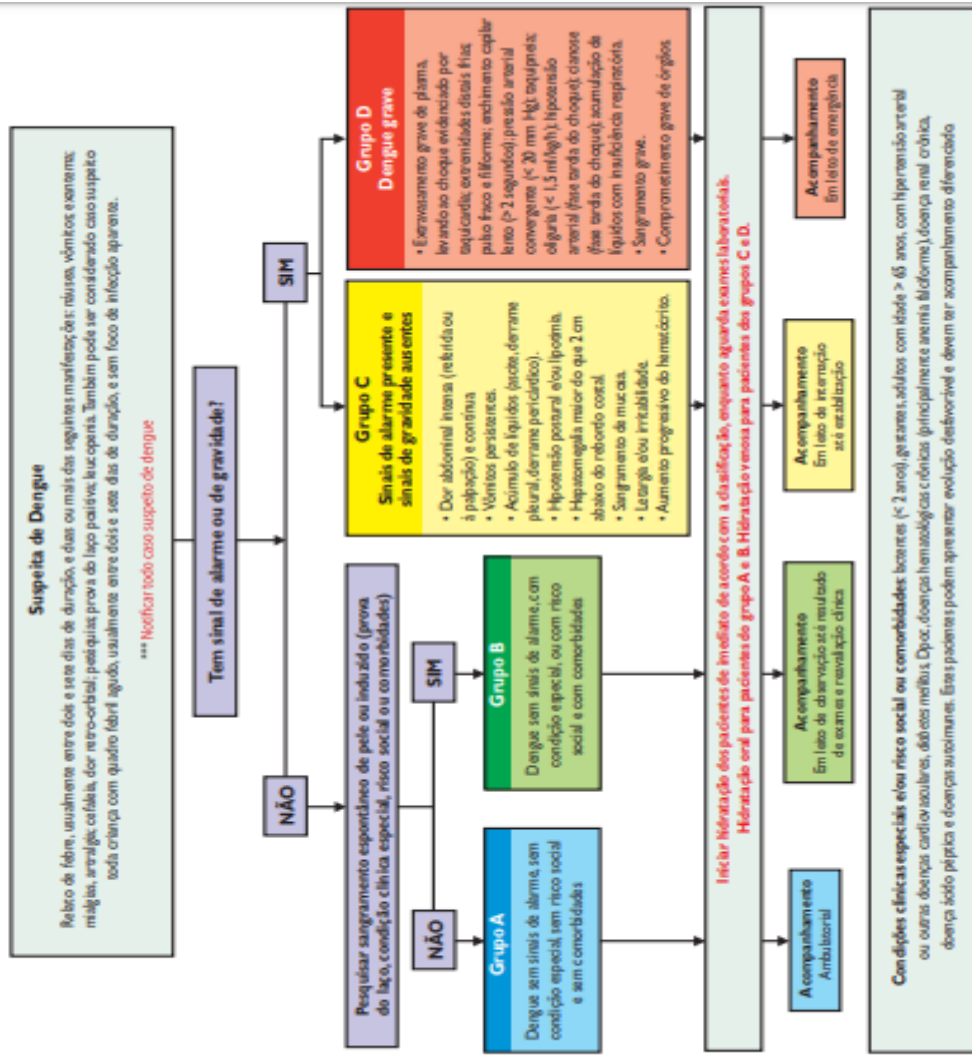 Suspeita de Dengue
Relato de febre, usualmente entre dois e sete dias de duração, e duas ou mais das seguintes manifestações: náusea, vômitos; exantema;
mialgias, artralgia; cefaleia, dor retro-orbital; petéquias; prova do laço positiva; leucopenia. Também pode ser considerado caso suspeito
toda criança com quadro febril agudo, usualmente entre dois e sete dias de duração, e sem foco de infecção aparente.
*** Notificar todo caso suspeito de dengue
Tem sinal de alarme ou de gravidade?
NÃO
SIM
Pesquisar sangramento espontâneo de pele ou induzido (prova
do laço, condição clínica especial, risco social ou comorbidades)
NÃO
SIM
Grupo A
Dengue sem sinais de alarme, sem
condição especial, sem risco social
e sem comorbidades
Grupo B
Dengue sem sinais de alarme, com
condição especial, ou com risco
social e com comorbidades
Grupo C
Sinais de alarme presente e
sinais de gravidade ausentes
• Dor abdominal intensa (referida ou
à palpação) e contínua
• Vômitos persistentes.
• Acúmulo de líquidos (ascite, derrame
pleural, derrame pericárdico).
• Hipotensão postural e/ou lipotimia.
• Hepatomegalia maior do que 2 cm
abaixo do rebordo costal.
• Sangramento de mucosa.
• Letargia e/ou irritabilidade.
• Aumento progressivo do hematócrito.
Grupo D
Dengue grave
• Extravasamento grave de plasma,
levando ao choque evidenciado por
taquicardia; extremidades distais frias;
pulso fraco e filiforme; enchimento capilar
lento (> 2 segundos); pressão arterial
convergente (< 20 mm Hg); taquipneia;
oliguria (< 1,5 ml/kg/h); hipotensão
arterial (fase tardia do choque); cianose
(fase tardia do choque); acumulação de
líquidos com insuficiência respiratória.
• Sangramento grave.
• Comprometimento grave de órgãos
Iniciar hidratação dos pacientes de imediato de acordo com a classificação, enquanto aguarda exames laboratoriais.
Hidratação oral para pacientes do grupo A e B. Hidratação venosa para pacientes dos grupos C e D.
Acompanhamento
Ambulatorial
Acompanhamento
Em leito de observação até resultado
de exames e reavaliação clínica
Acompanhamento
Em leito de internação
até estabilização
Acompanhamento
Em leito de emergência
Condições clínicas especiais e/ou risco social ou comorbidades: lactentes (< 2 anos), gestantes, adultos com idade > 65 anos, com hipertensão arterial
ou outras doenças cardiovasculares, diabetes mellitus, Dpoc, doenças hematológicas crônicas (principalmente anemia falciforme), doença renal crônica,
doença ácido péptica e doenças autoimunes. Estes pacientes podem apresentar evolução desfavorável e devem ter acompanhamento diferenciado